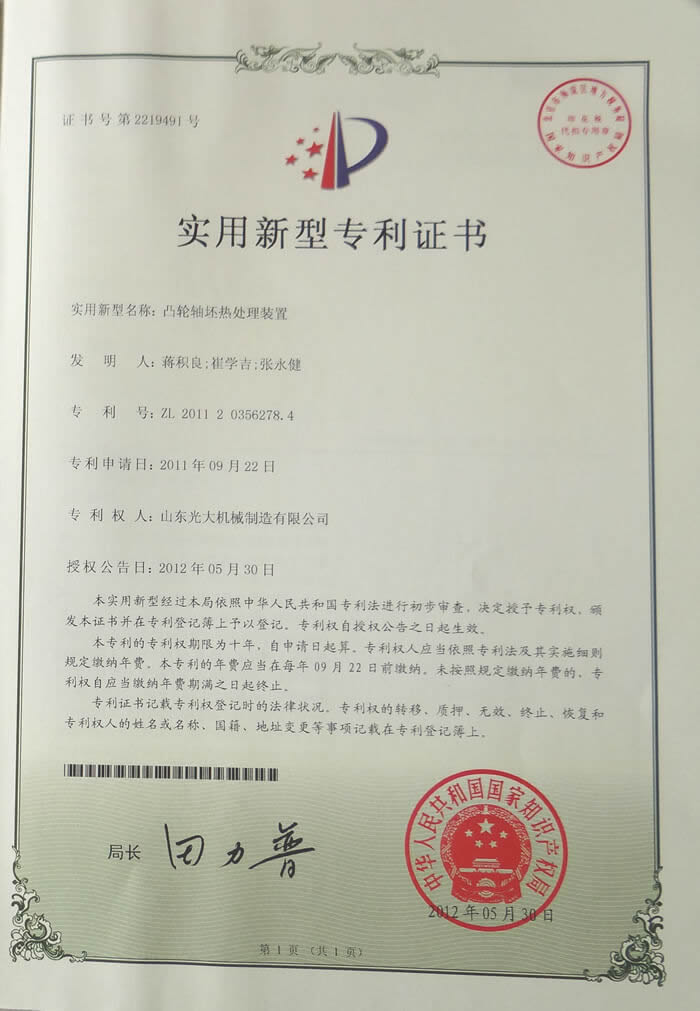 证书号第2219491号
印花税
代扣专用章
国家知识产权局
实用新型专利证书
实用新型名称：凸轮轴坯热处理装置
发明人：蒋积良;崔学吉;张永健
专利号：ZL 2011 2 0356278.4
专利申请日：2011年09月22日
专利权人：山东光大机械制造有限公司
授权公告日：2012年05月30日
本实用新型经过本局依照中华人民共和国专利法进行初步审查，决定授予专利权，颁
发本证书并在专利登记簿上予以登记。专利权自授权公告之日起生效。
本专利的专利权期限为十年，自申请日起算。专利权人应当依照专利法及其实施细则
规定缴纳年费。本专利的年费应当在每年09月22日前缴纳。未按照规定缴纳年费的，专
利权自应当缴纳年费期满之日起终止。
专利证书记载专利权登记时的法律状况。专利权的转移、质押、无效、终止、恢复和
专利权人的姓名或名称、国籍、地址变更等事项记载在专利登记簿上。
局长
田力普
中华人民共和国国家知识产权局
2012年05月30日
第1页（共1页）